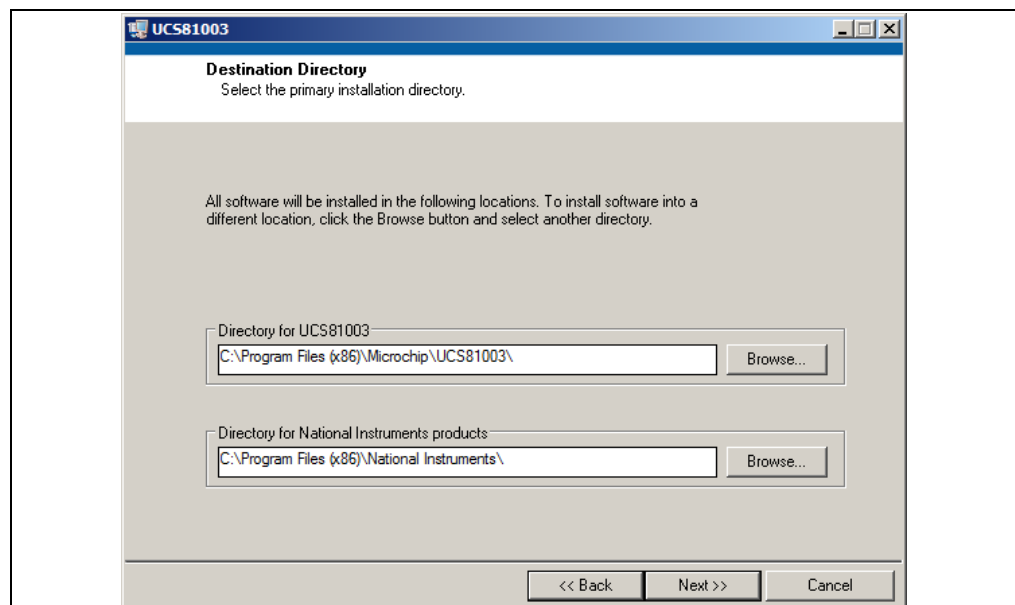 UCS81003
Destination Directory
Select the primary installation directory.
All software will be installed in the following locations. To install software into a
different location, click the Browse button and select another directory.
Directory for UCS81003
C:\Program Files (x86)\Microchip\UCS81003\
Browse...
Directory for National Instruments products
C:\Program Files (x86)\National Instruments\
Browse...
<< Back
Next >>
Cancel